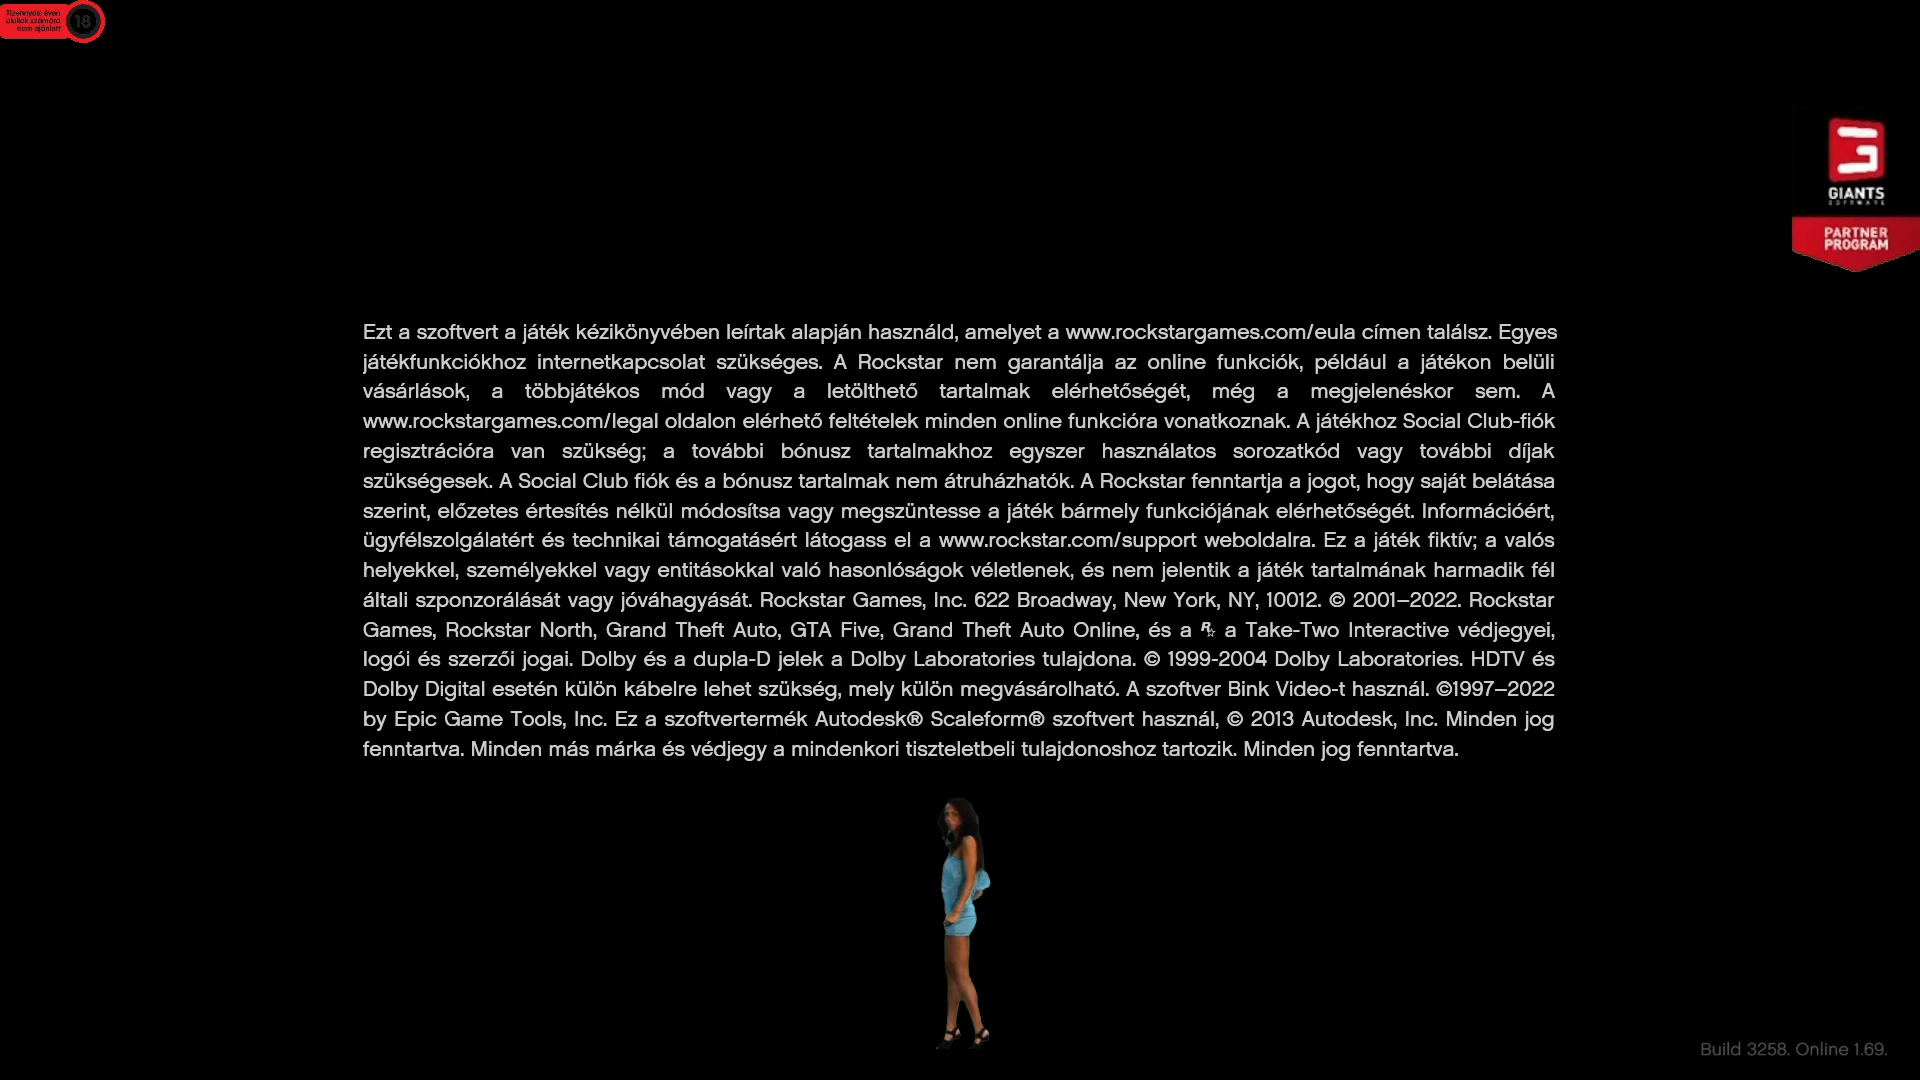 Tizennyolc éven
aluliak számára
nem ajánlott
18
GIANTS
SOFTWARE
PARTNER
PROGRAM
Ezt a szoftvert a játék kézikönyvében leírtak alapján használd, amelyet a www.rockstargames.com/eula címen találsz. Egyes
játékfunkciókhoz internetkapcsolat szükséges. A Rockstar nem garantálja az online funkciók, például a játékon belüli
vásárlások, a többjátékos mód vagy a letölthető tartalmak elérhetőségét, még a megjelenéskor sem. A
www.rockstargames.com/legal oldalon elérhető feltételek minden online funkcióra vonatkoznak. A játékhoz Social Club-fiók
regisztrációra van szükség; a további bónusz tartalmakhoz egyszer használatos sorozatkód vagy további díjak
szükségesek. A Social Club fiók és a bónusz tartalmak nem átruházhatók. A Rockstar fenntartja a jogot, hogy saját belátása
szerint, előzetes értesítés nélkül módosítsa vagy megszüntesse a játék bármely funkciójának elérhetőségét. Információért,
ügyfélszolgálatért és technikai támogatásért látogass el a www.rockstar.com/support weboldalra. Ez a játék fiktív; a valós
helyekkel, személyekkel vagy entitásokkal való hasonlóságok véletlenek, és nem jelentik a játék tartalmának harmadik fél
általi szponzorálását vagy jóváhagyását. Rockstar Games, Inc. 622 Broadway, New York, NY, 10012. © 2001–2022. Rockstar
Games, Rockstar North, Grand Theft Auto, GTA Five, Grand Theft Auto Online, és a R* a Take-Two Interactive védjegyei,
logói és szerzői jogai. Dolby és a dupla-D jelek a Dolby Laboratories tulajdona. © 1999-2004 Dolby Laboratories. HDTV és
Dolby Digital esetén külön kábelre lehet szükség, mely külön megvásárolható. A szoftver Bink Video-t használ. ©1997–2022
by Epic Game Tools, Inc. Ez a szoftvertermék Autodesk® Scaleform® szoftvert használ, © 2013 Autodesk, Inc. Minden jog
fenntartva. Minden más márka és védjegy a mindenkori tiszteletbeli tulajdonoshoz tartozik. Minden jog fenntartva.
Build 3258. Online 1.69.